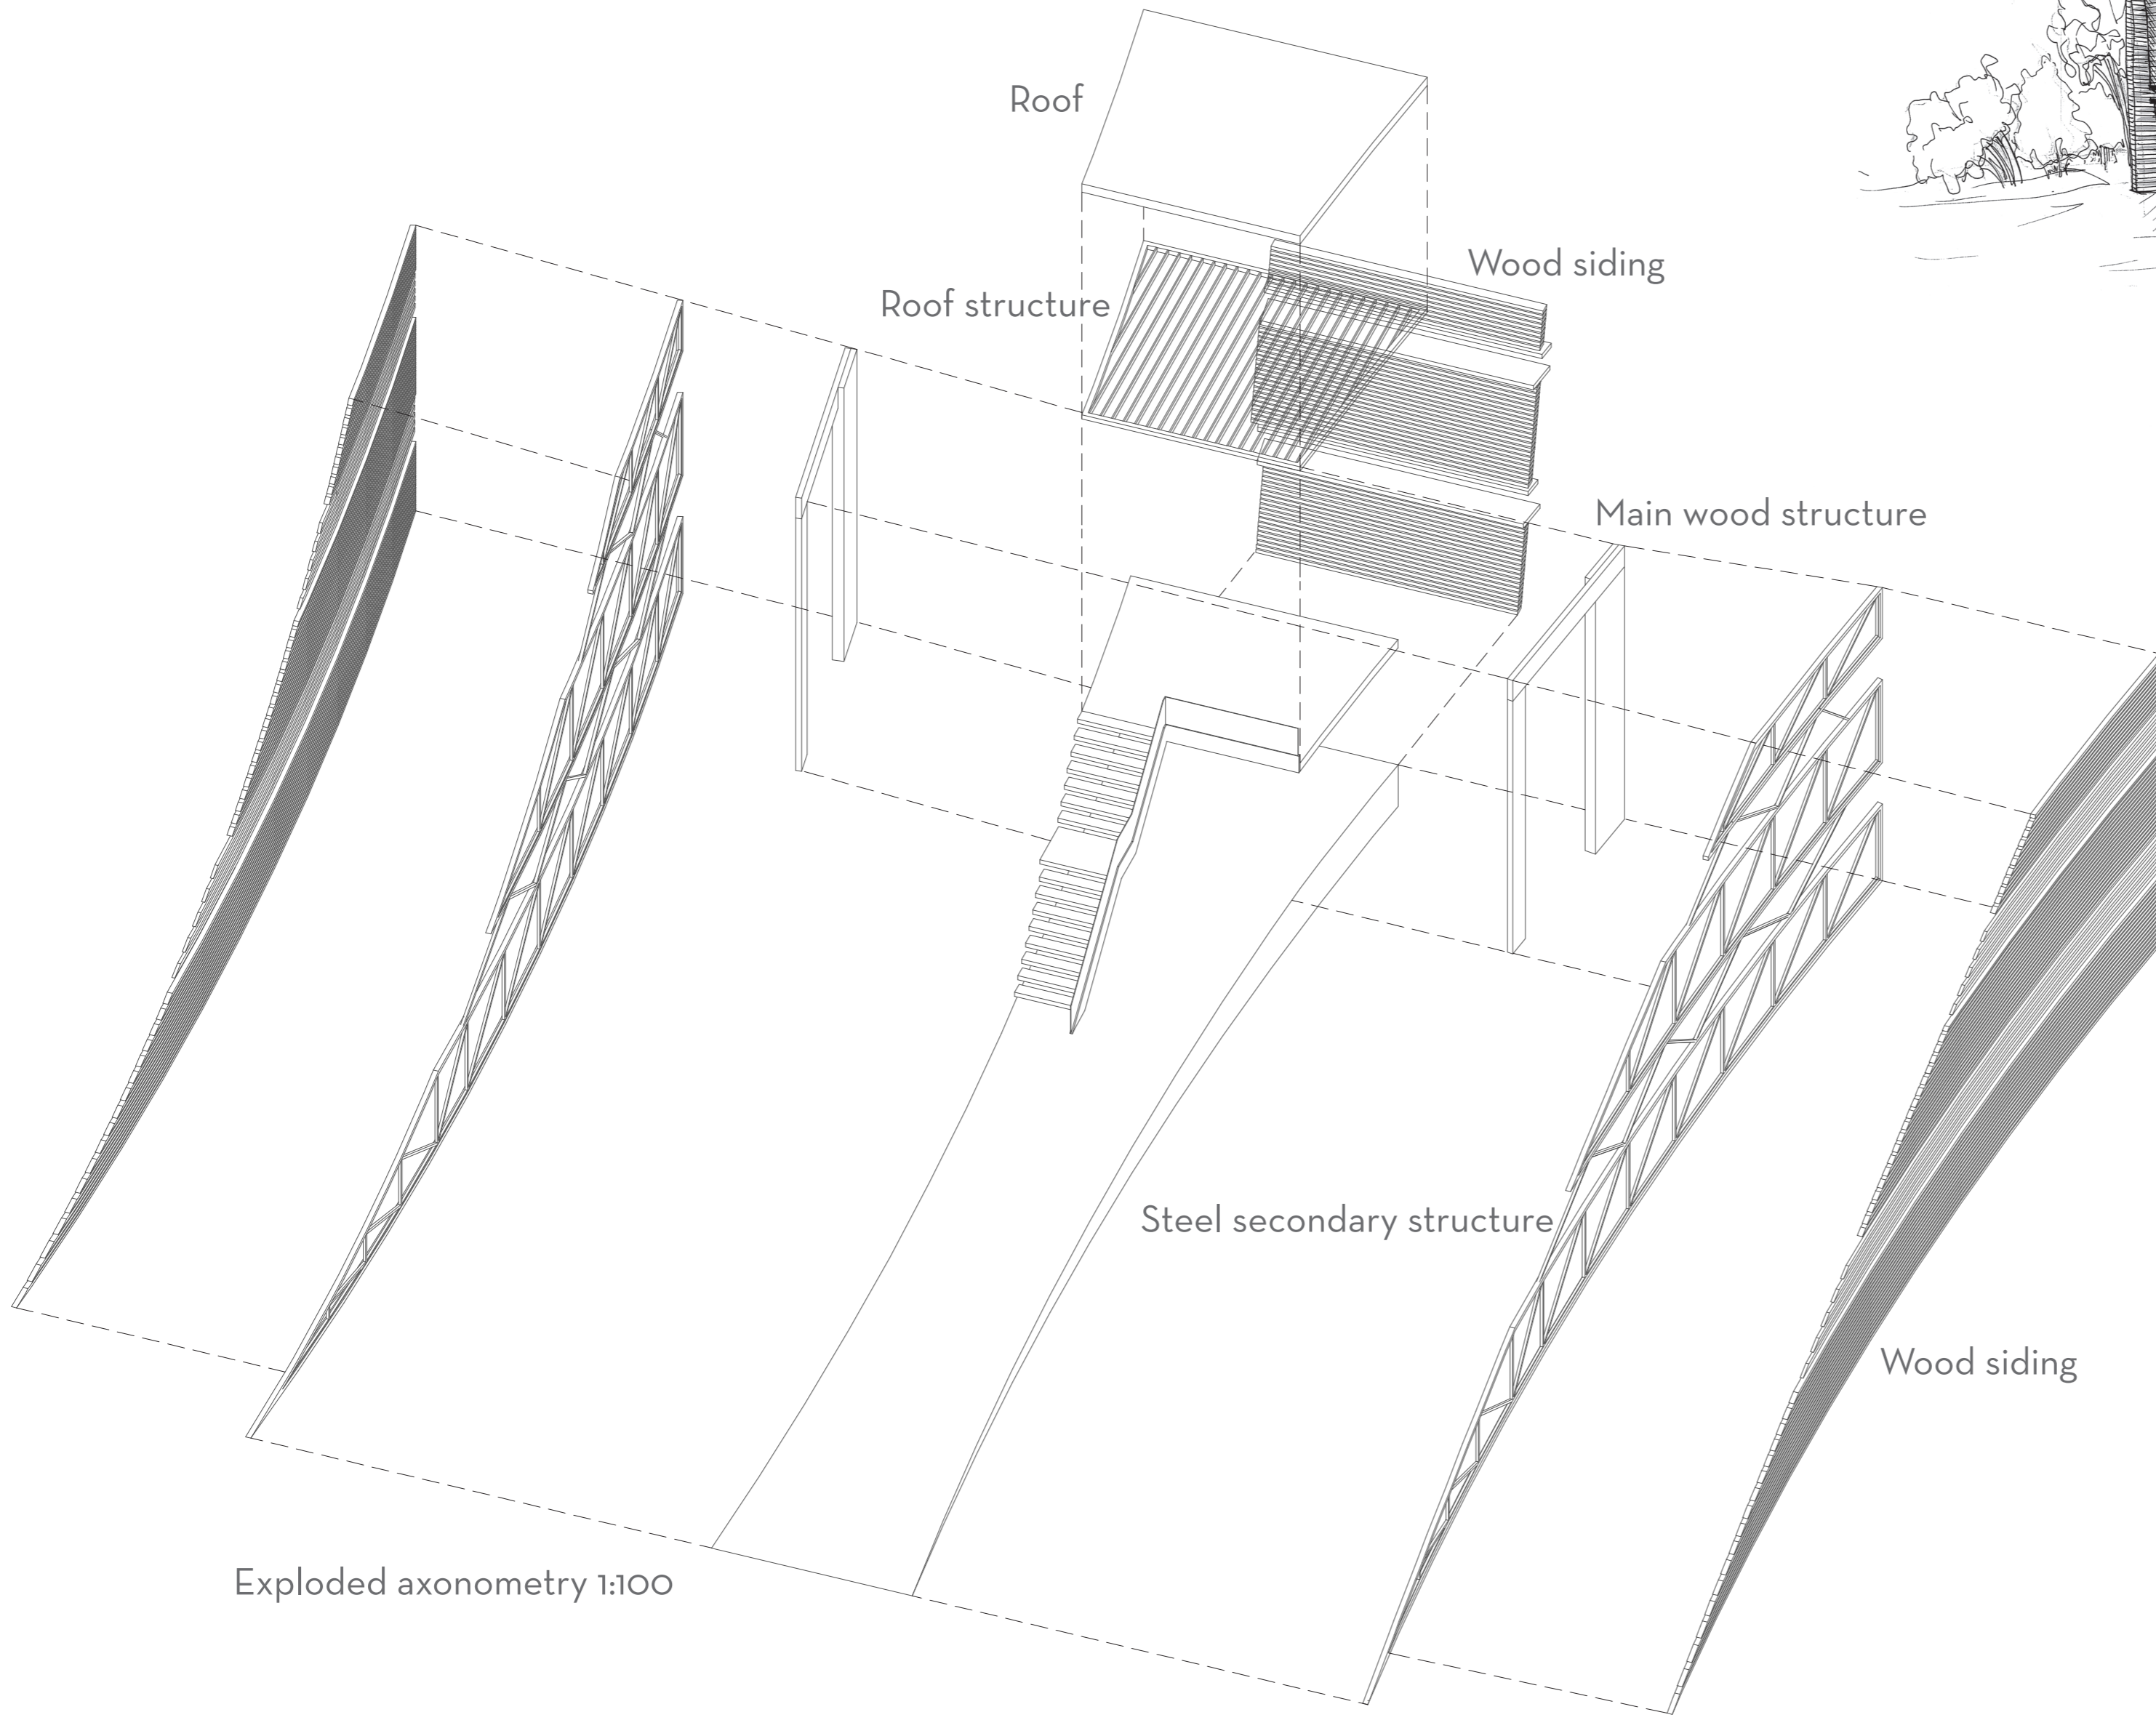 Roof
Wood siding
Roof structure
Main wood structure
Steel secondary structure
Wood siding
Exploded axonometry 1:100